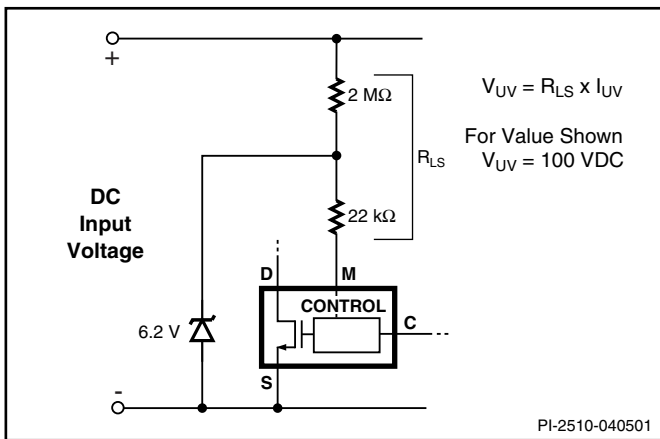 +
2 MΩ
R_LS
V_UV = R_LS x I_UV
For Value Shown
V_UV = 100 VDC
DC
Input
Voltage
22 kΩ
D
M
CONTROL
C
6.2 V
S
-
PI-2510-040501